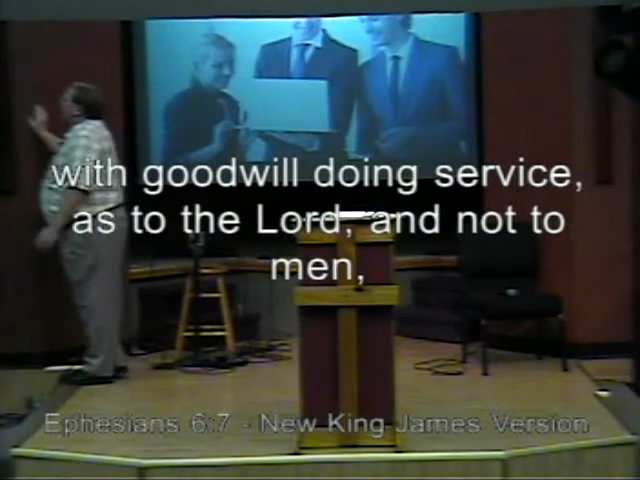 with goodwill doing service,
as to the Lord, and not to
men,
Ephesians 6:7 - New King James Version